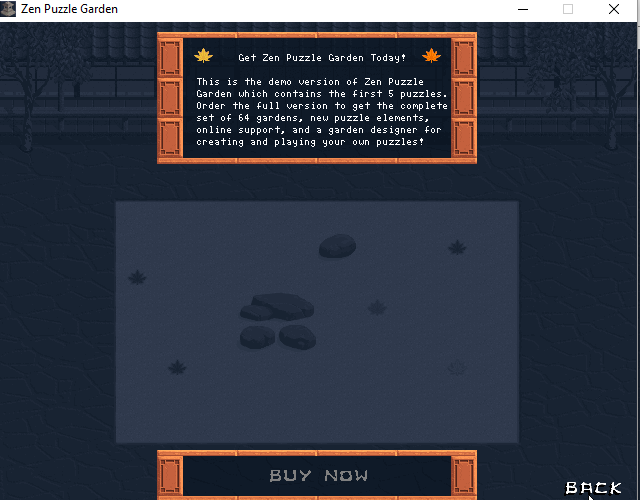 Zen Puzzle Garden
Get Zen Puzzle Garden Today!
This is the demo version of Zen Puzzle
Garden which contains the first 5 puzzles.
Order the full version to get the complete
set of 64 gardens, new puzzle elements,
online support, and a garden designer for
creating and playing your own puzzles!
BUY NOW
BACK